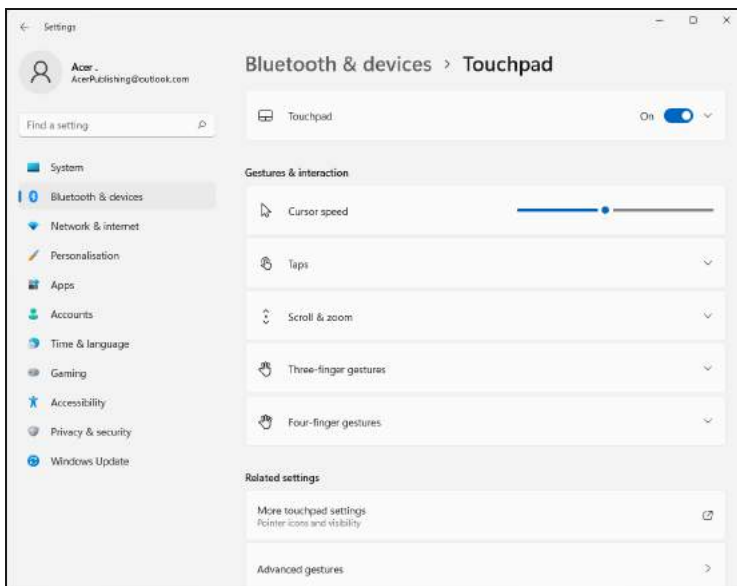 Settings
Acer .
AcerPublishing@outlook.com
Find a setting
System
Bluetooth & devices
Network & internet
Personalisation
Apps
Accounts
Time & language
Gaming
Accessibility
Privacy & security
Windows Update
Bluetooth & devices > Touchpad
Touchpad
On
Gestures & interaction
Cursor speed
Taps
Scroll & zoom
Three-finger gestures
Four-finger gestures
Related settings
More touchpad settings
Pointer icons and visibility
Advanced gestures